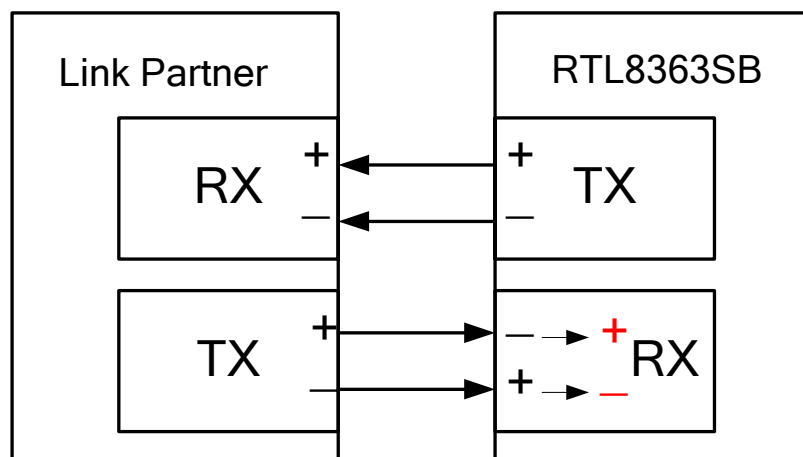 Link Partner
RTL8363SB
RX
+
–
+
–
TX
TX
+
–
– +
+ –
RX